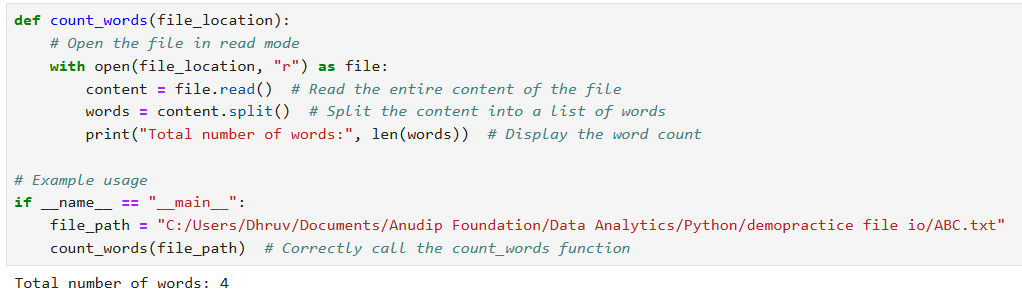 def count_words(file_location):
    # Open the file in read mode
    with open(file_location, "r") as file:
        content = file.read()  # Read the entire content of the file
        words = content.split()  # Split the content into a list of words
        print("Total number of words:", len(words))  # Display the word count

# Example usage
if __name__ == "__main__":
    file_path = "C:/Users/Dhruv/Documents/Anudip Foundation/Data Analytics/Python/demopractice file io/ABC.txt"
    count_words(file_path)  # Correctly call the count_words function
Total number of words: 4